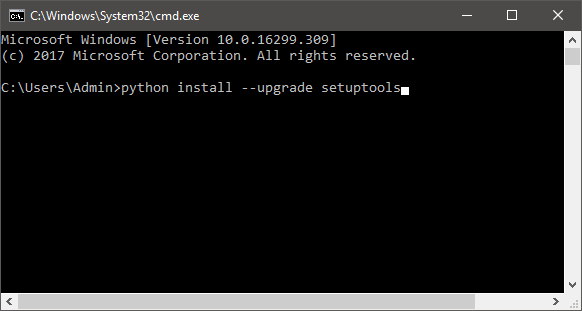 C:\Windows\System32\cmd.exe
Microsoft Windows [Version 10.0.16299.309]
(c) 2017 Microsoft Corporation. All rights reserved.
C:\Users\Admin>python install --upgrade setuptools